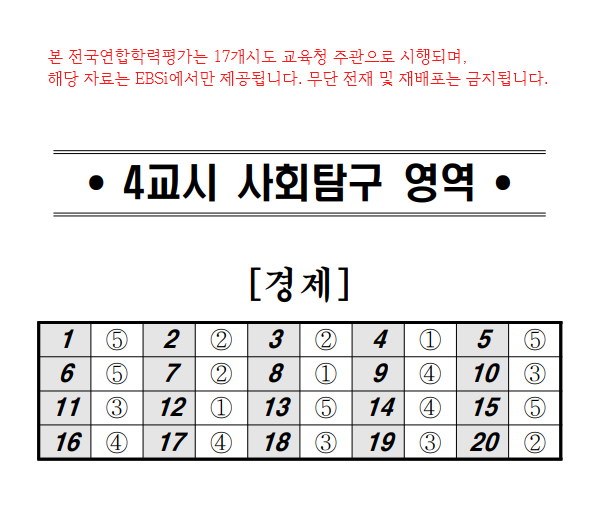 본 전국연합학력평가는 17개시도 교육청 주관으로 시행되며,
해당 자료는 EBSi에서만 제공됩니다. 무단 전재 및 재배포는 금지됩니다.
• 4교시 사회탐구 영역 •
[경제]
1 ⑤ 2 ② 3 ② 4 ① 5 ⑤
6 ⑤ 7 ② 8 ① 9 ④ 10 ③
11 ③ 12 ① 13 ⑤ 14 ④ 15 ⑤
16 ④ 17 ④ 18 ③ 19 ③ 20 ②